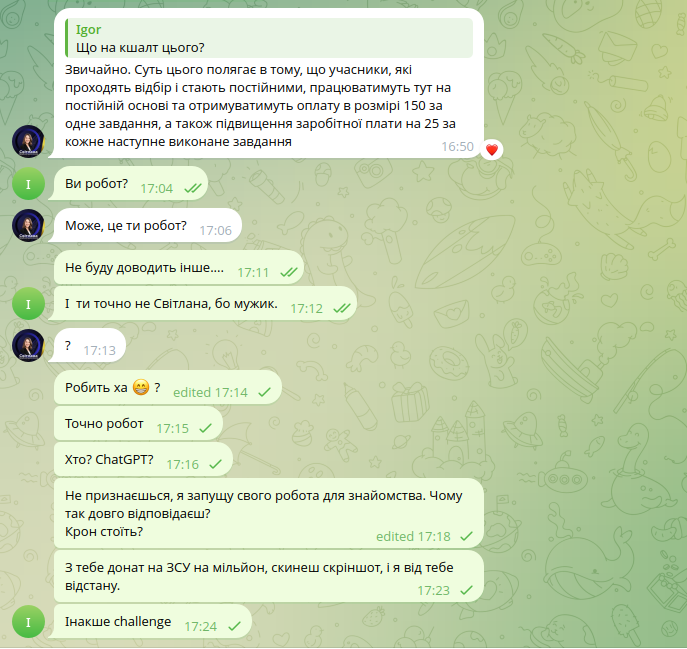 Igor
Що на кшалт цього?
Звичайно. Суть цього полягає в тому, що учасники, які
проходять відбір і стають постійними, працюватимуть тут на
постійній основі та отримуватимуть оплату в розмірі 150 за
одне завдання, а також підвищення заробітної плати на 25 за
кожне наступне виконане завдання
16:50
I
Ви робот? 17:04
Може, це ти робот? 17:06
Не буду доводить інше.... 17:11
I
І  ти точно не Світлана, бо мужик. 17:12
? 17:13
Робить ха 😁 ? edited 17:14
Точно робот 17:15
Хто? ChatGPT? 17:16
Не признаєшься, я запущу свого робота для знайомства. Чому
так довго відповідаєш?
Крон стоїть? edited 17:18
З тебе донат на ЗСУ на мільйон, скинеш скріншот, і я від тебе
відстану. 17:23
I
Інакше challenge 17:24